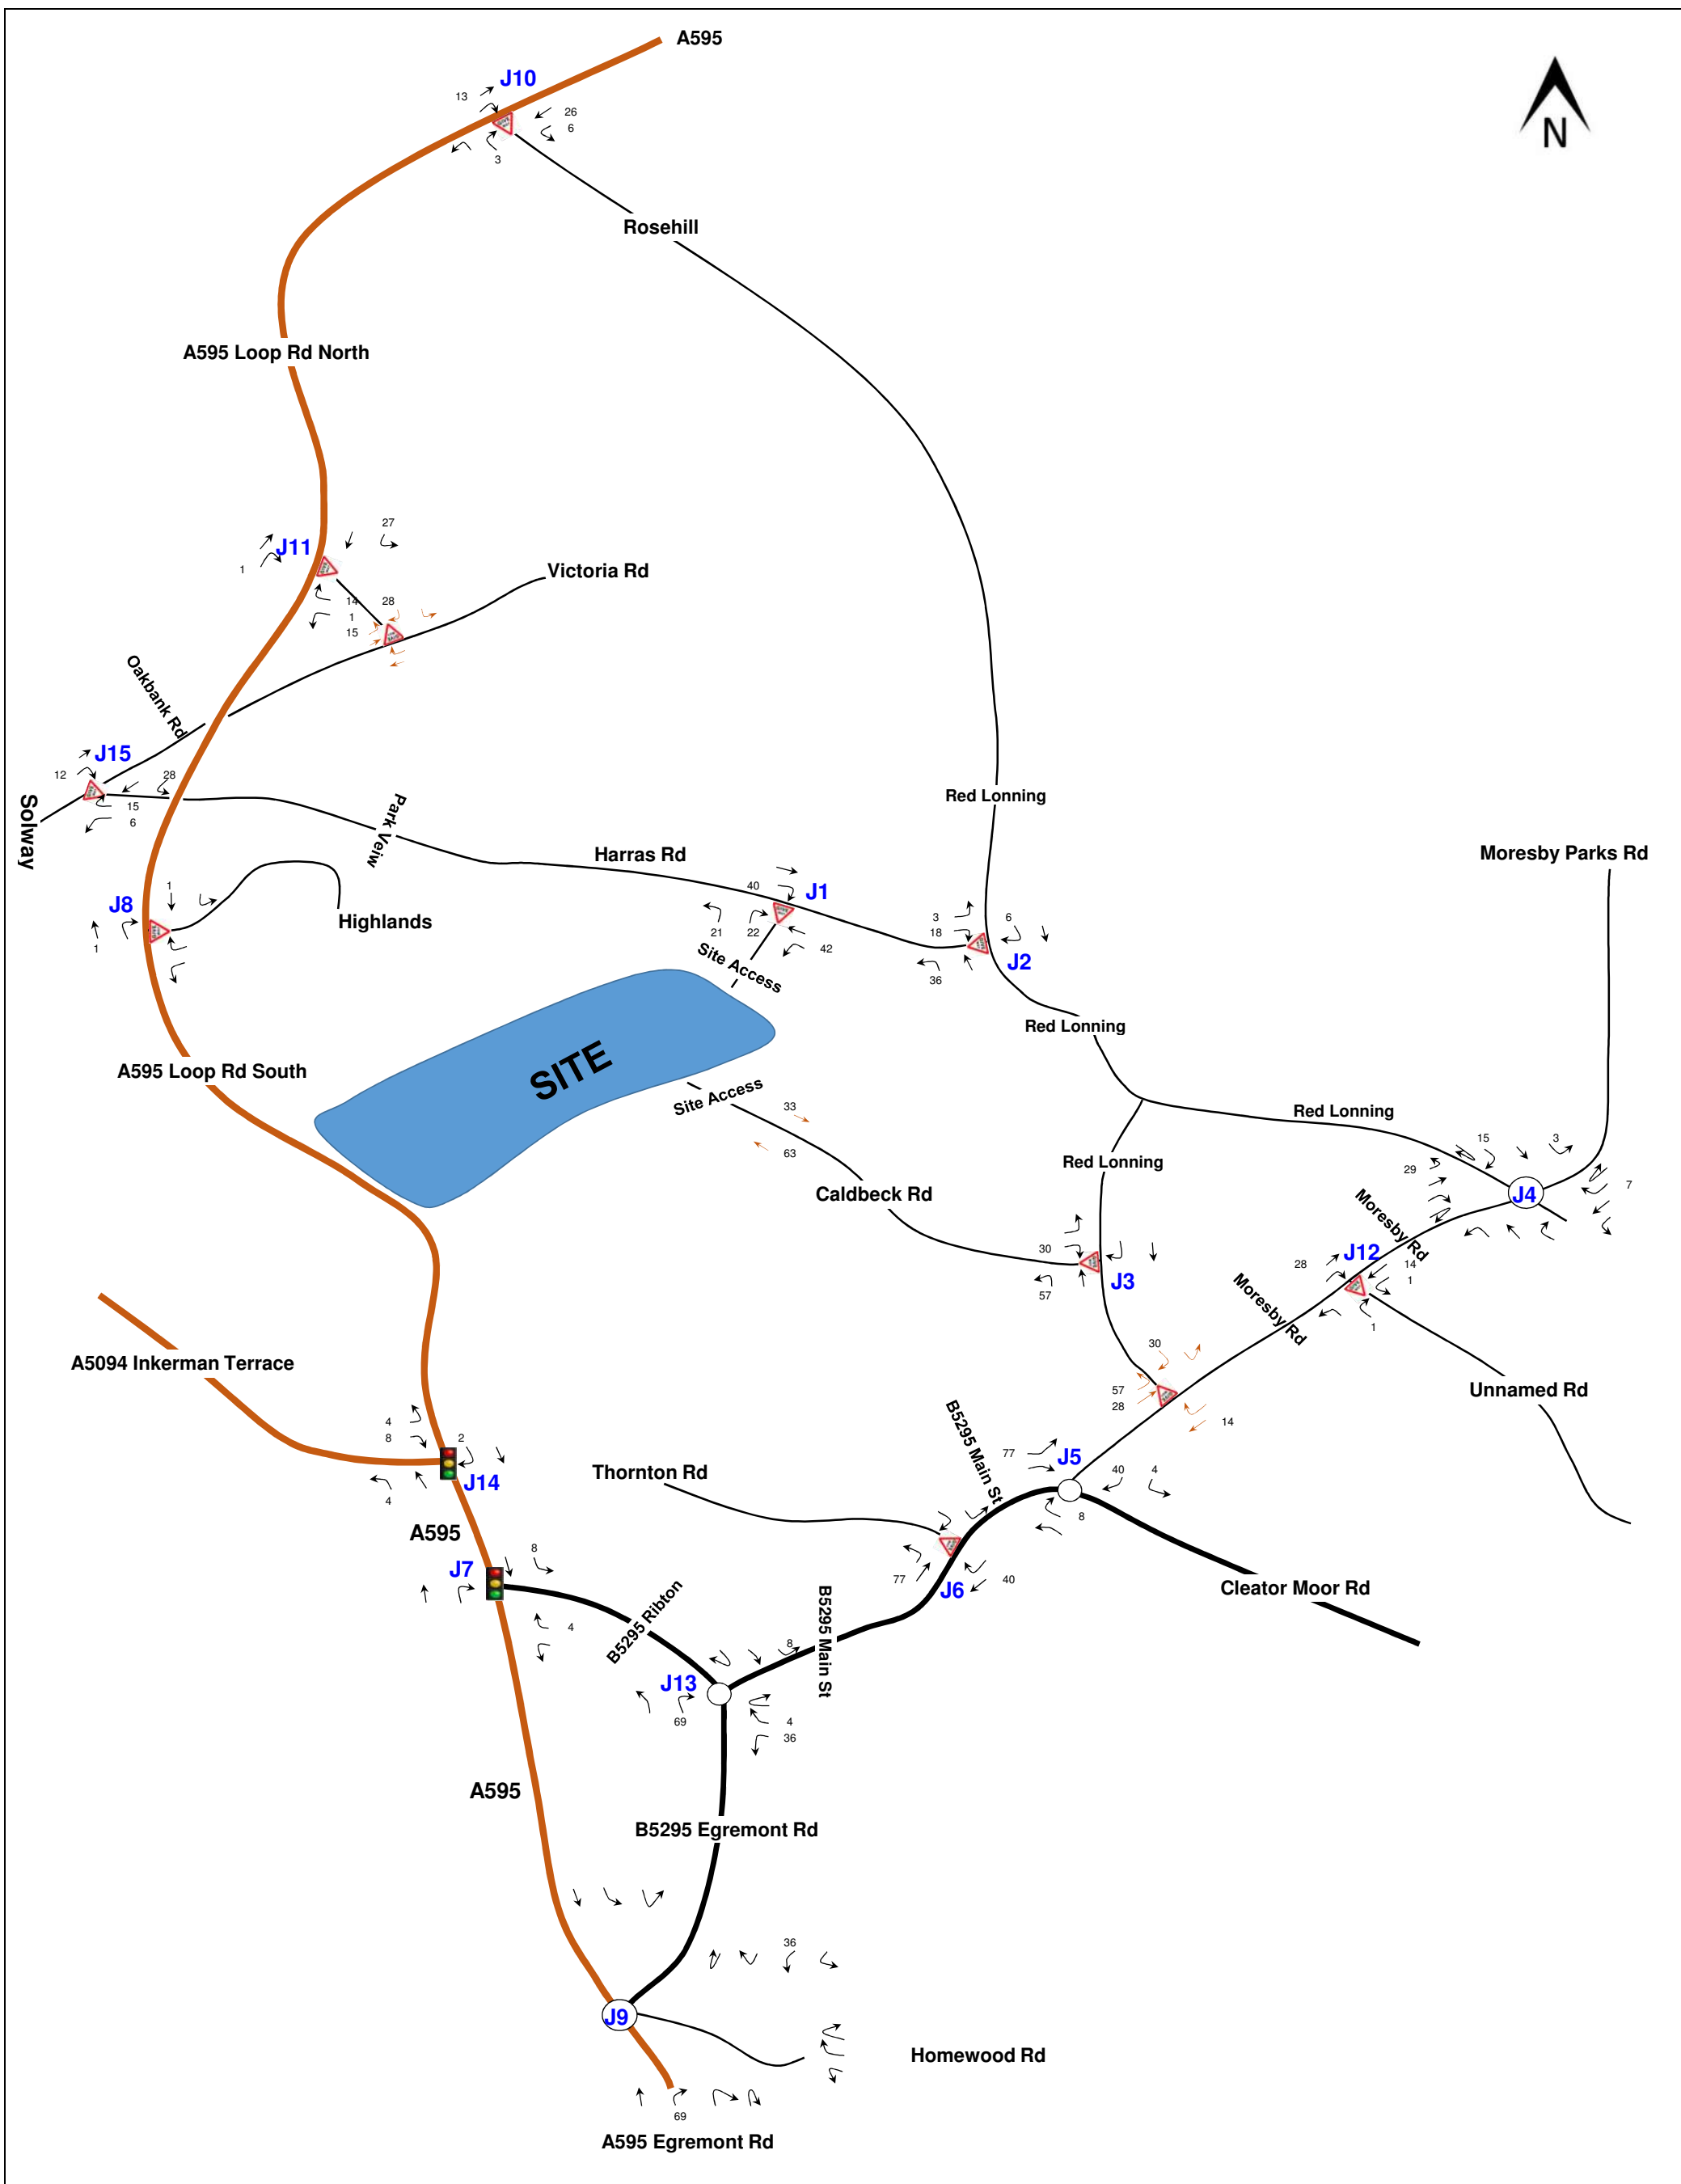 A595
J10
13
26
6
3
N
Rosehill
A595 Loop Rd North
27
J11
1
Victoria Rd
14
28
1
15
Oakbank Rd
J15
12
28
15
6
Solway
Park Veiw
Red Lonning
Harras Rd
Moresby Parks Rd
40
J1
1
J8
Highlands
21
22
42
1
3
6
18
J2
36
Site Access
Red Lonning
SITE
A595 Loop Rd South
Site Access
33
63
Red Lonning
15
3
29
Red Lonning
7
J4
Caldbeck Rd
Moresby Rd
30
J3
57
J12
28
14
1
1
Moresby Rd
A5094 Inkerman Terrace
30
57
28
14
Unnamed Rd
4
8
2
J14
4
B5295 Main St
77
J5
40
4
8
Thornton Rd
A595
J7
8
4
77
J6
40
Cleator Moor Rd
B5295 Ribton
B5295 Main St
8
J13
69
4
36
A595
B5295 Egremont Rd
36
J9
Homewood Rd
69
A595 Egremont Rd